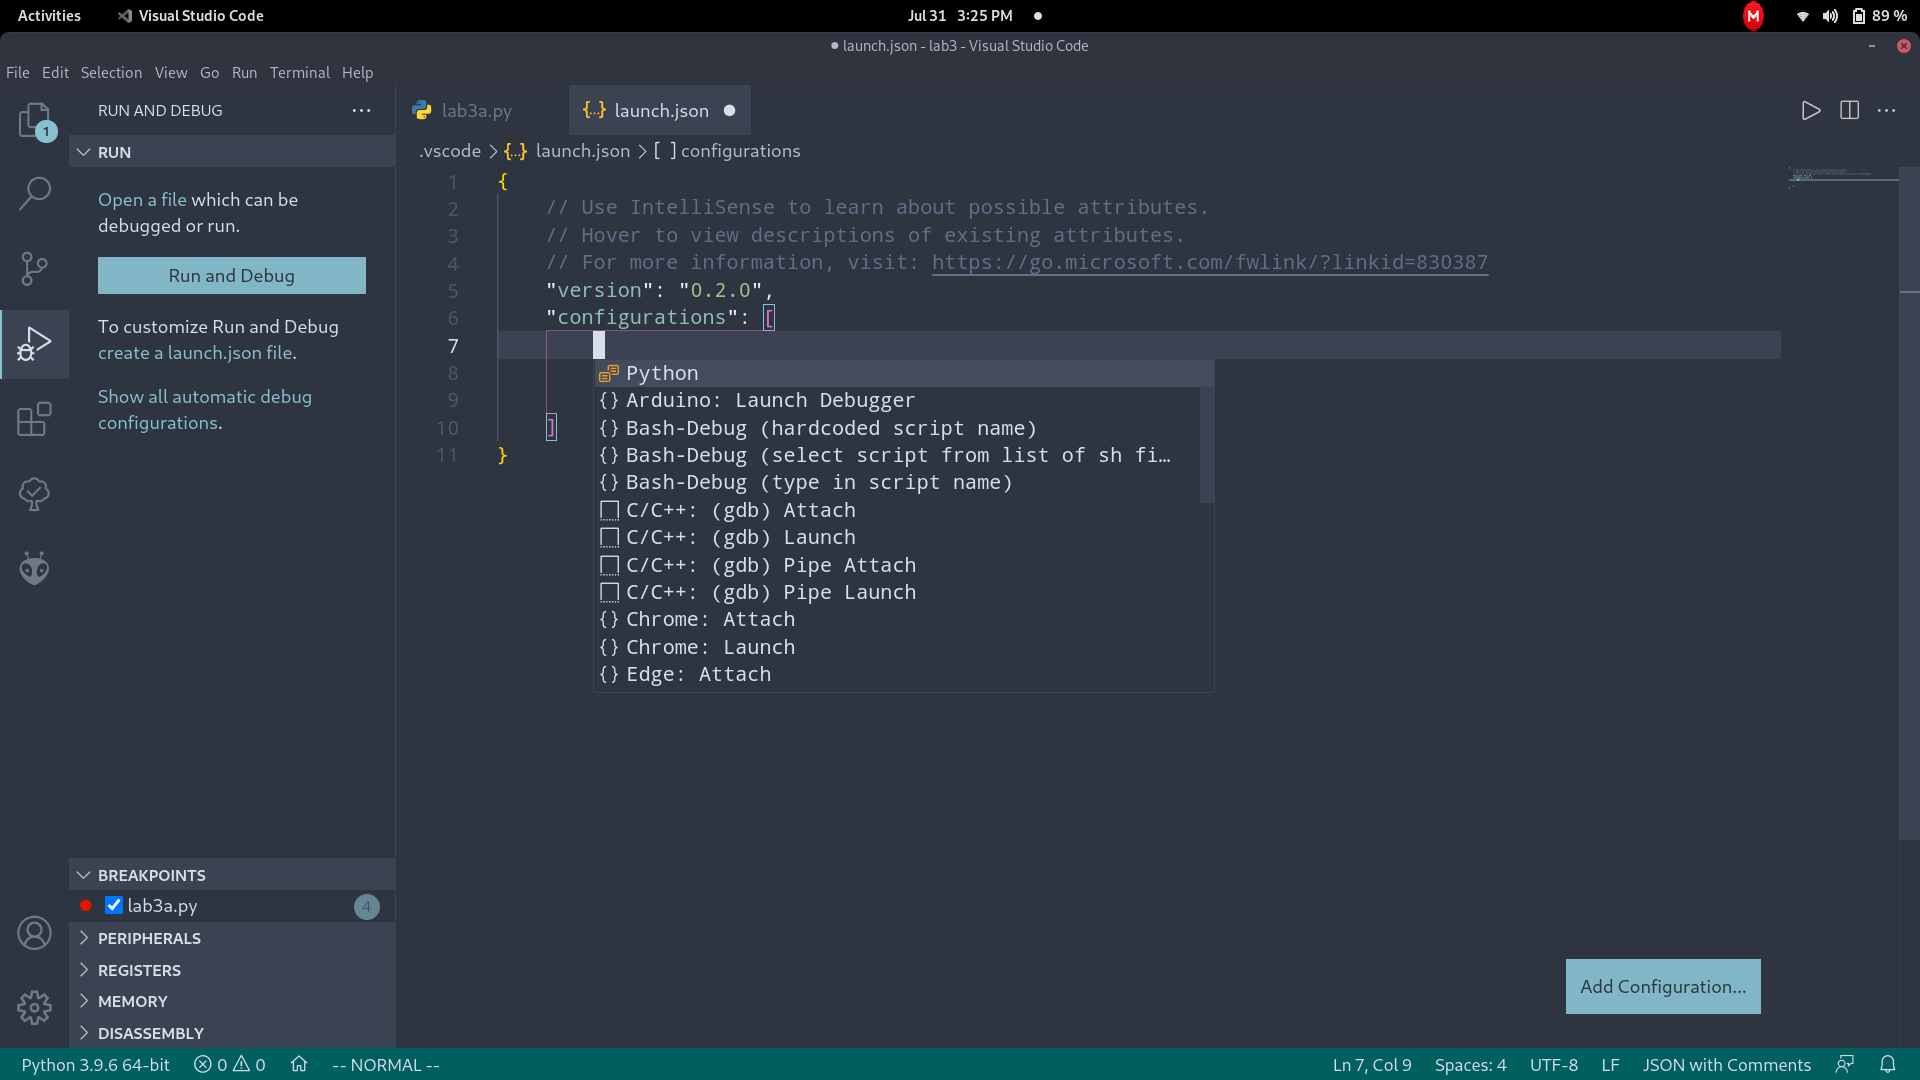 Activities Visual Studio Code Jul 31 3:25 PM M 89 %
launch.json - lab3 - Visual Studio Code
File Edit Selection View Go Run Terminal Help
1
RUN AND DEBUG
RUN
Open a file which can be
debugged or run.
Run and Debug
To customize Run and Debug
create a launch.json file.
Show all automatic debug
configurations.
BREAKPOINTS
lab3a.py 4
PERIPHERALS
REGISTERS
MEMORY
DISASSEMBLY
lab3a.py {..} launch.json
.vscode > {..} launch.json > [ ] configurations
1 {
2 // Use IntelliSense to learn about possible attributes.
3 // Hover to view descriptions of existing attributes.
4 // For more information, visit: https://go.microsoft.com/fwlink/?linkid=830387
5 "version": "0.2.0",
6 "configurations": [
7
8
9
10 ]
11 }
Python
{} Arduino: Launch Debugger
{} Bash-Debug (hardcoded script name)
{} Bash-Debug (select script from list of sh fi…
{} Bash-Debug (type in script name)
C/C++: (gdb) Attach
C/C++: (gdb) Launch
C/C++: (gdb) Pipe Attach
C/C++: (gdb) Pipe Launch
{} Chrome: Attach
{} Chrome: Launch
{} Edge: Attach
Add Configuration...
Python 3.9.6 64-bit 0 0 -- NORMAL -- Ln 7, Col 9 Spaces: 4 UTF-8 LF JSON with Comments